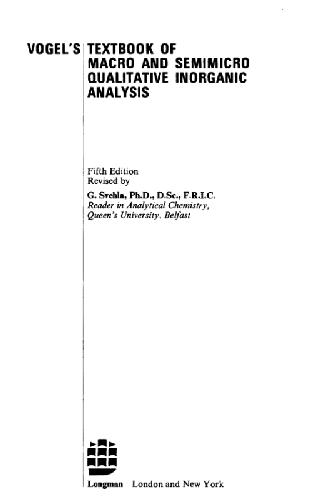 VOGEL'S TEXTBOOK OF
MACRO AND SEMIMICRO
QUALITATIVE INORGANIC
ANALYSIS
Fifth Edition
Revised by
G. Svehla, Ph.D., D.Sc., F.R.I.C.
Reader in Analytical Chemistry,
Queen's University, Belfast
Longman London and New York